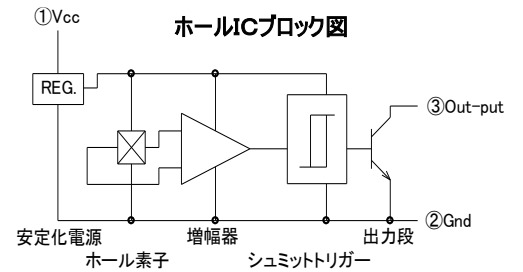 ①Vcc
ホールICブロック図
REG.
③Out-put
②Gnd
安定化電源
増幅器
出力段
ホール素子
シュミットトリガー